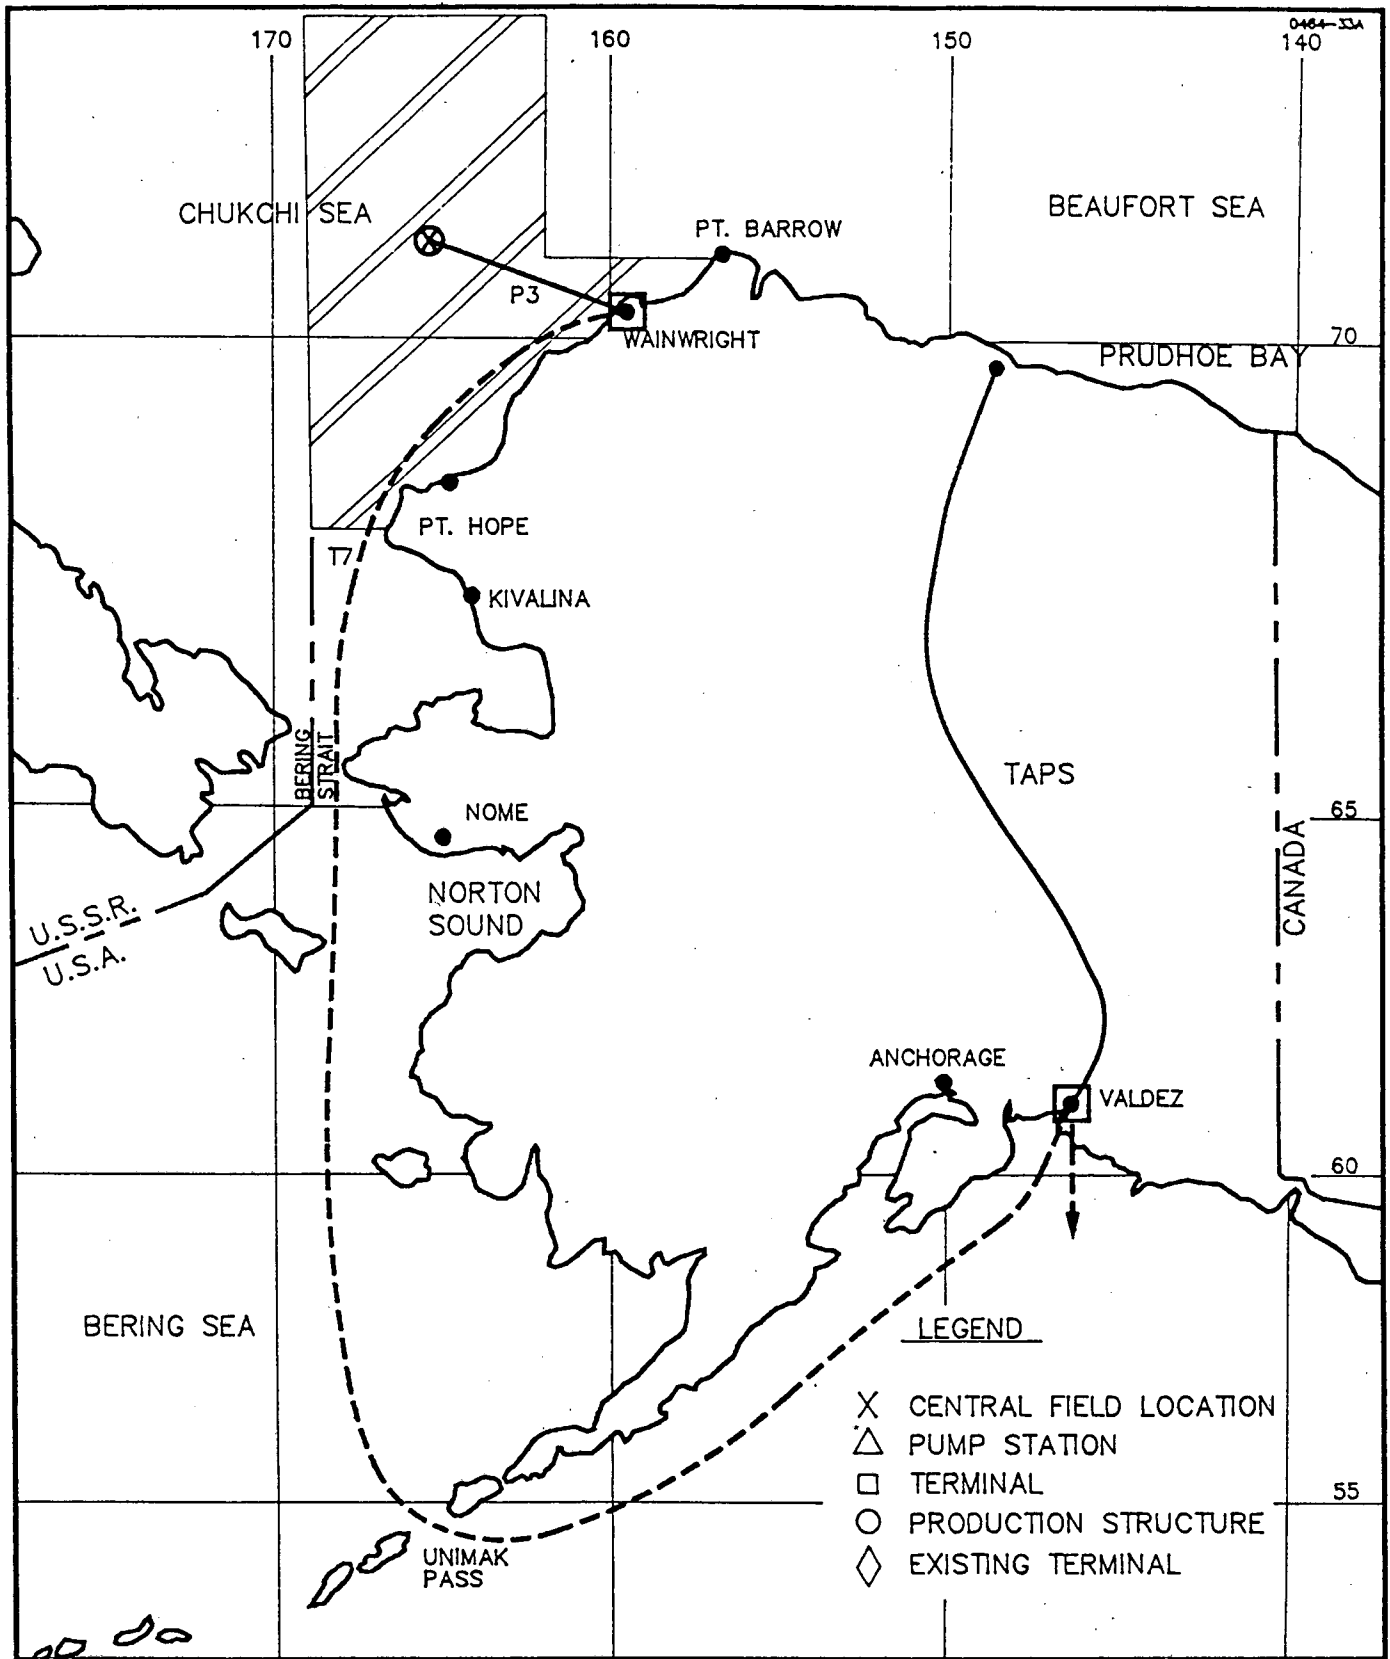 0464-33A
170
160
150
140
CHUKCHI SEA
BEAUFORT SEA
PT. BARROW
P3
WAINWRIGHT
70
PRUDHOE BAY
PT. HOPE
T7
KIVALINA
BERING
STRAIT
TAPS
NOME
65
CANADA
NORTON
SOUND
U.S.S.R.
U.S.A.
ANCHORAGE
VALDEZ
60
BERING SEA
LEGEND
X CENTRAL FIELD LOCATION
PUMP STATION
TERMINAL
55
PRODUCTION STRUCTURE
EXISTING TERMINAL
UNIMAK
PASS